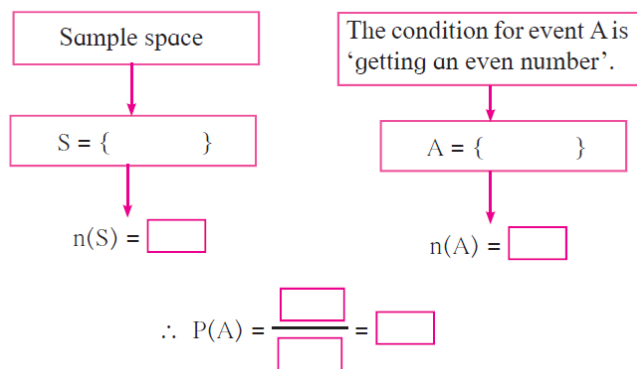 Sample space
The condition for event A is
‘getting an even number’.
S = { }
A = { }
n(S) =
n(A) =
∴ P(A) = =